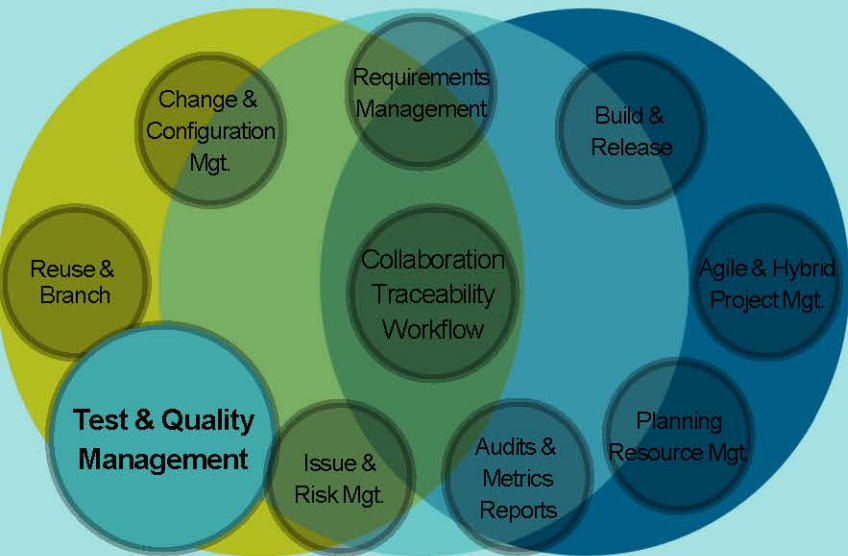 Requirements
Management
Change &
Configuration
Mgt.
Build &
Release
Reuse &
Branch
Collaboration
Traceability
Workflow
Agile & Hybrid
Project Mgt.
Test & Quality
Management
Issue &
Risk Mgt.
Audits &
Metrics
Reports
Planning
Resource Mgt.